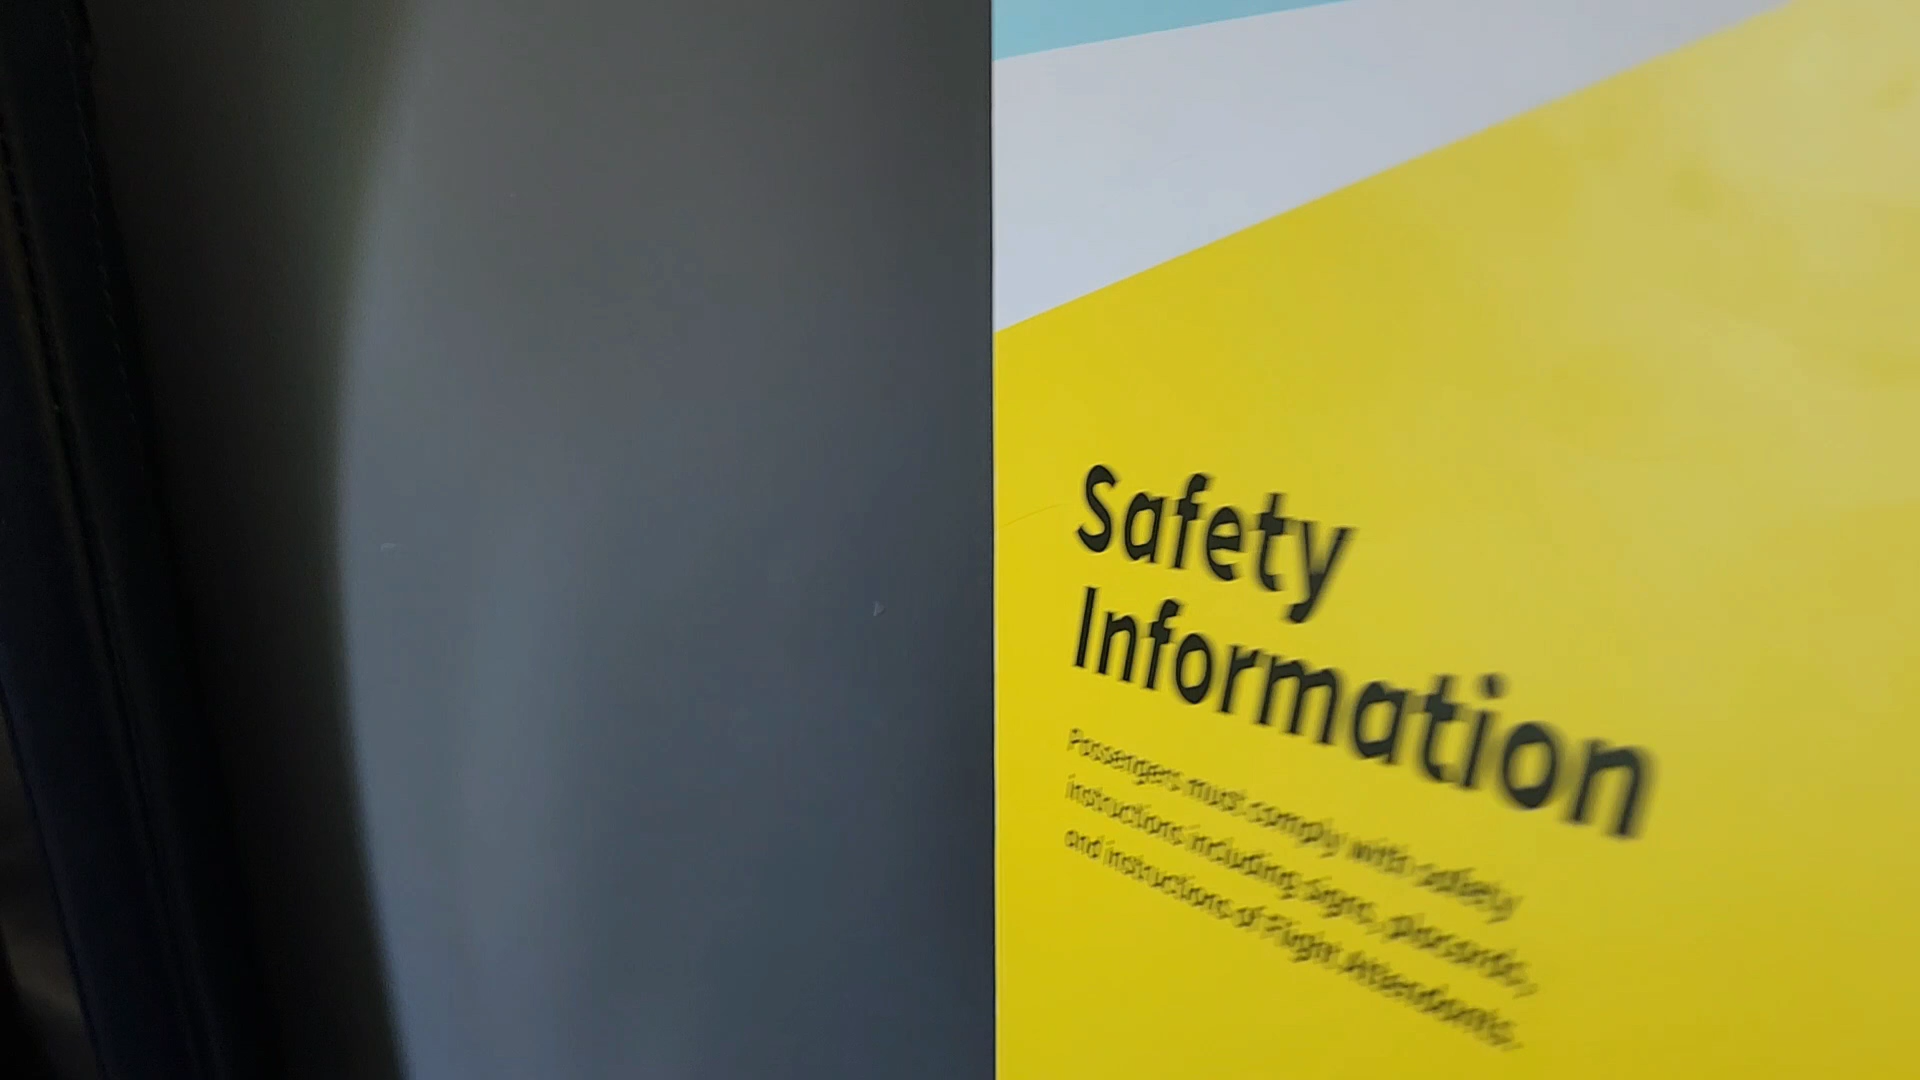 Safety
Information
Passengers must comply with safety
instructions including Signs, placards,
and instructions of Flight Attendants.